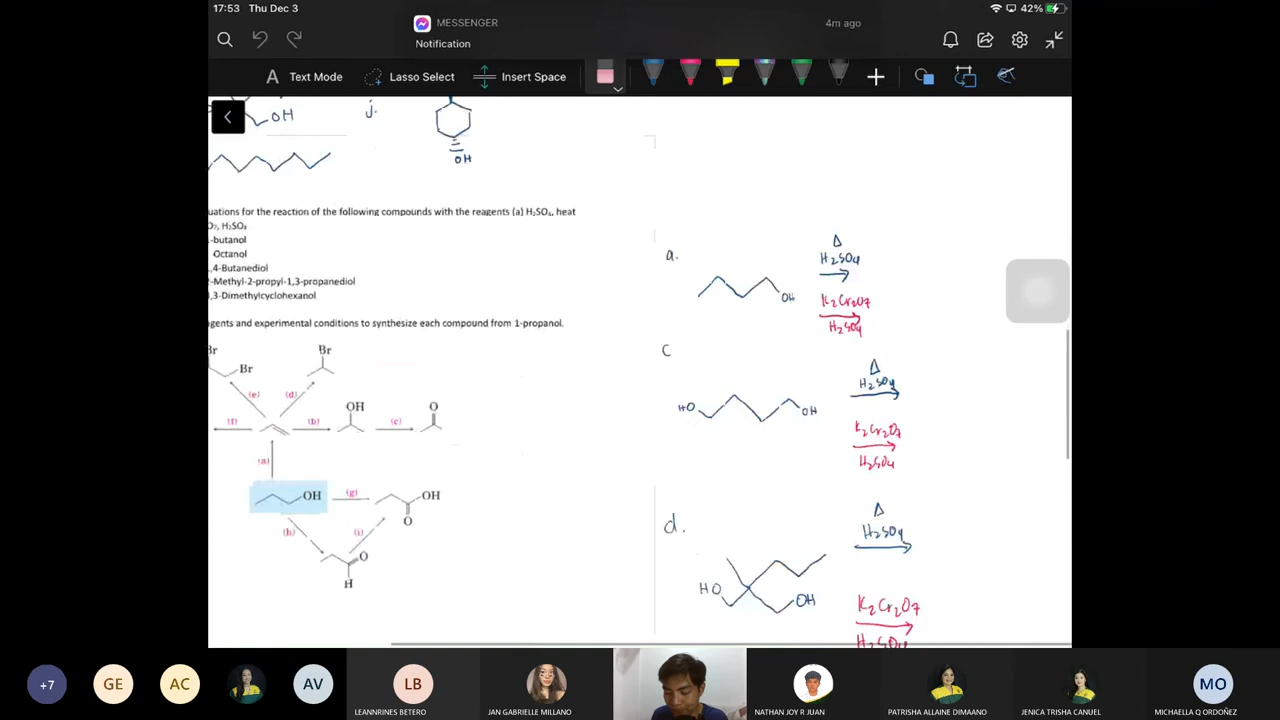 17:53 Thu Dec 3
42%
MESSENGER
4m ago
Notification
A Text Mode
Lasso Select
Insert Space
OH
j.
OH
uations for the reaction of the following compounds with the reagents (a) H₂SO₄, heat
O₇, H₂SO₄
-butanol
Octanol
,4-Butanediol
-Methyl-2-propyl-1,3-propanediol
,3-Dimethylcyclohexanol
gents and experimental conditions to synthesize each compound from 1-propanol.
Br
Br
Br
(e)
(d)
OH
O
(f)
(b)
(c)
(a)
OH
(g)
OH
O
(h)
(i)
O
H
a.
OH
Δ
H₂SO₄
K₂Cr₂O₇
H₂SO₄
C
HO
OH
Δ
H₂SO₄
K₂Cr₂O₇
H₂SO₄
d.
HO
OH
Δ
H₂SO₄
K₂Cr₂O₇
H₂SO₄
+7
GE
AC
AV
LB
LEANNRINES BETERO
JAN GABRIELLE MILLANO
NATHAN JOY R JUAN
PATRISHA ALLAINE DIMAANO
JENICA TRISHA CANUEL
MO
MICHAELLA Q ORDOÑEZ